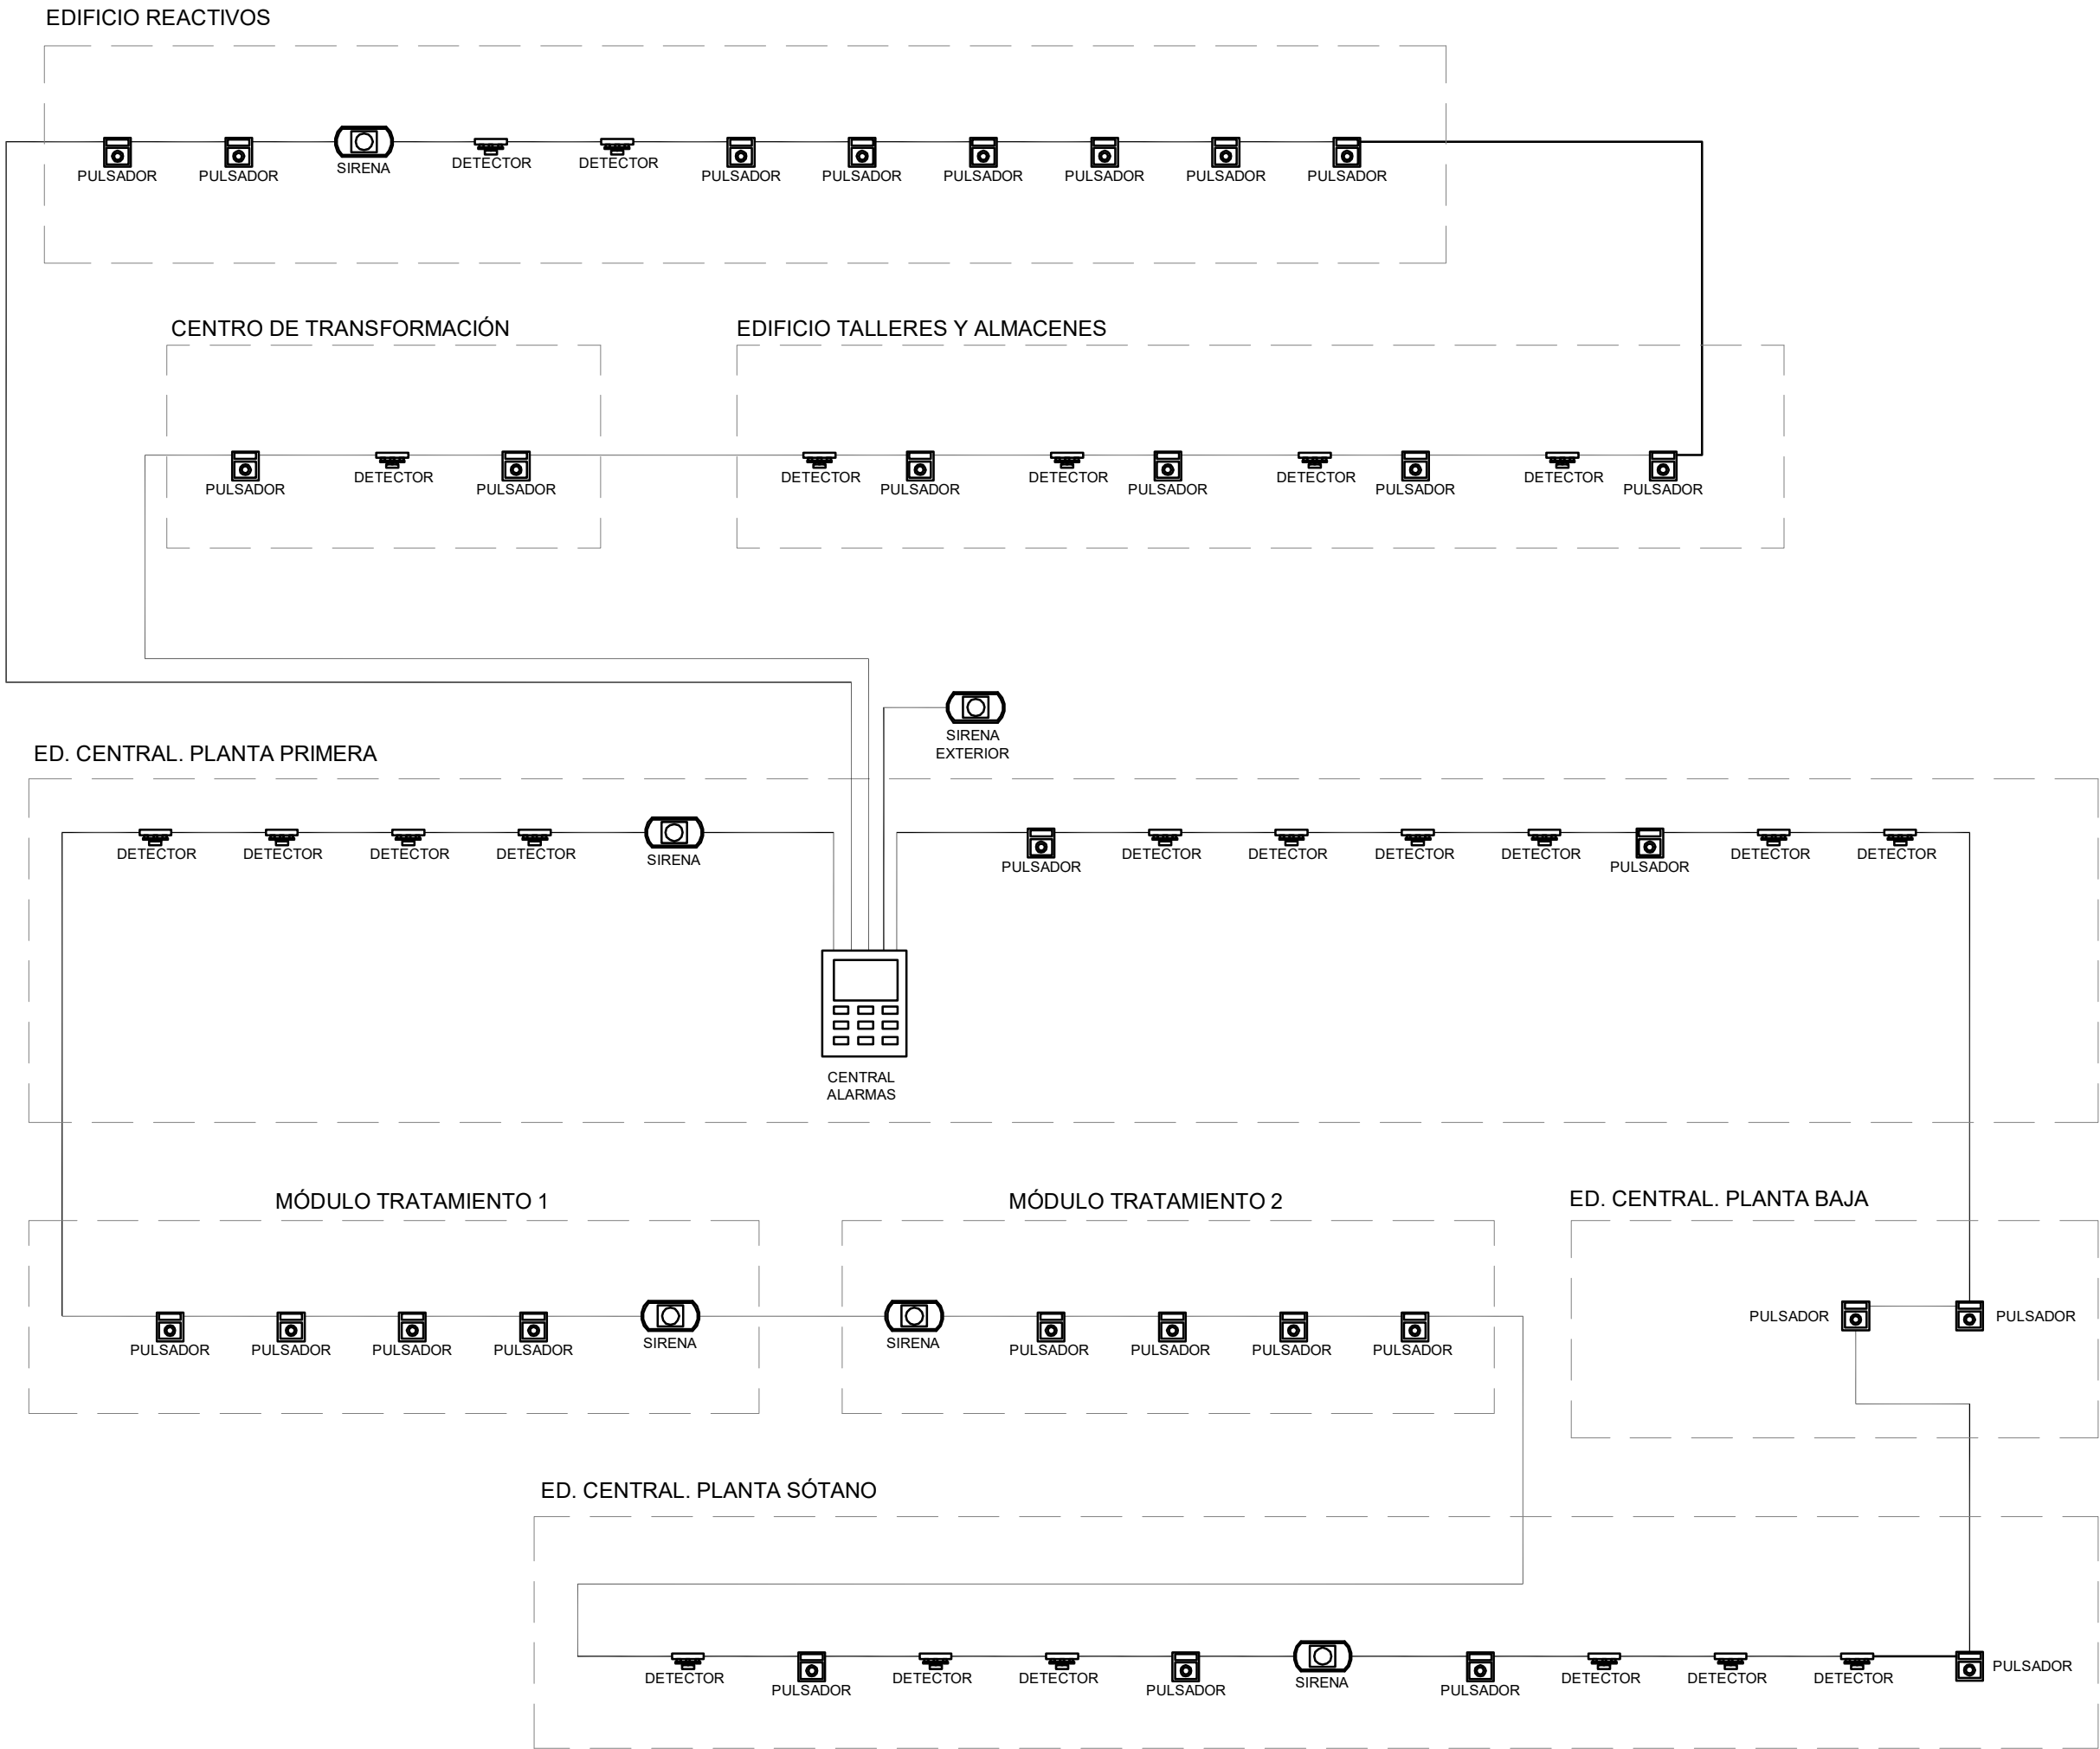 EDIFICIO REACTIVOS
PULSADOR PULSADOR SIRENA DETECTOR DETECTOR PULSADOR PULSADOR PULSADOR PULSADOR PULSADOR PULSADOR
CENTRO DE TRANSFORMACIÓN
EDIFICIO TALLERES Y ALMACENES
PULSADOR DETECTOR PULSADOR
DETECTOR PULSADOR DETECTOR PULSADOR DETECTOR PULSADOR DETECTOR PULSADOR
SIRENA
EXTERIOR
ED. CENTRAL. PLANTA PRIMERA
DETECTOR DETECTOR DETECTOR DETECTOR SIRENA
PULSADOR DETECTOR DETECTOR DETECTOR DETECTOR PULSADOR DETECTOR DETECTOR
CENTRAL
ALARMAS
MÓDULO TRATAMIENTO 1
MÓDULO TRATAMIENTO 2
ED. CENTRAL. PLANTA BAJA
PULSADOR PULSADOR PULSADOR PULSADOR SIRENA
SIRENA PULSADOR PULSADOR PULSADOR PULSADOR
PULSADOR PULSADOR
ED. CENTRAL. PLANTA SÓTANO
DETECTOR PULSADOR DETECTOR DETECTOR PULSADOR SIRENA PULSADOR DETECTOR DETECTOR DETECTOR PULSADOR